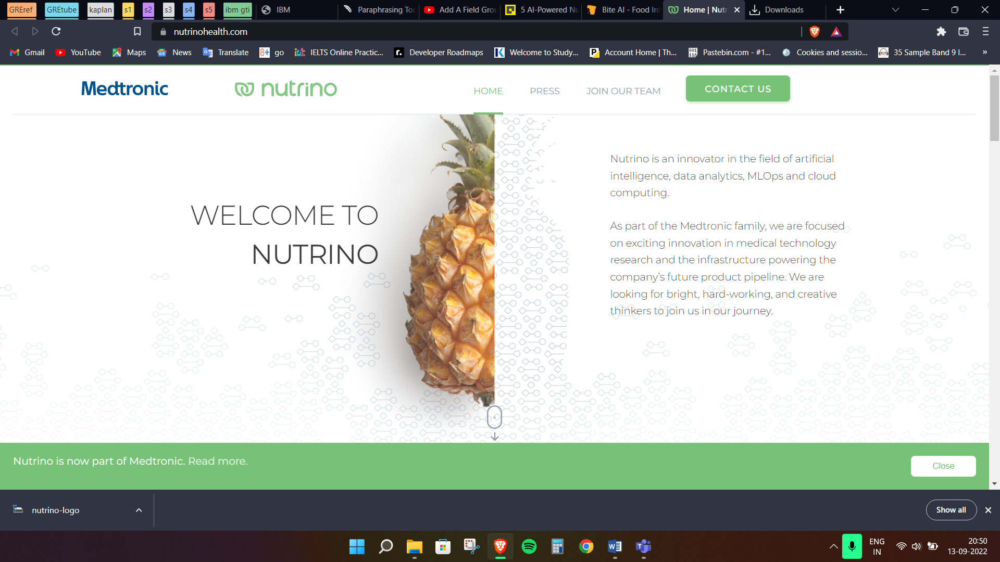 GREref GREtube kaplan s1 s2 s3 s4 s5 ibm gti IBM Paraphrasing Too Add A Field Grou 5 AI-Powered Nu Bite AI - Food Int Home | Nutr Downloads
nutrinohealth.com
Gmail YouTube Maps News Translate go IELTS Online Practic... Developer Roadmaps Welcome to Study... Account Home | Th... Pastebin.com - #1... Cookies and sessio... 35 Sample Band 9 I... »
Medtronic nutrino HOME PRESS JOIN OUR TEAM CONTACT US
WELCOME TO
NUTRINO
Nutrino is an innovator in the field of artificial
intelligence, data analytics, MLOps and cloud
computing.
As part of the Medtronic family, we are focused
on exciting innovation in medical technology
research and the infrastructure powering the
company's future product pipeline. We are
looking for bright, hard-working, and creative
thinkers to join us in our journey.
Nutrino is now part of Medtronic. Read more.
Close
nutrino-logo
Show all
ENG
IN
20:50
13-09-2022